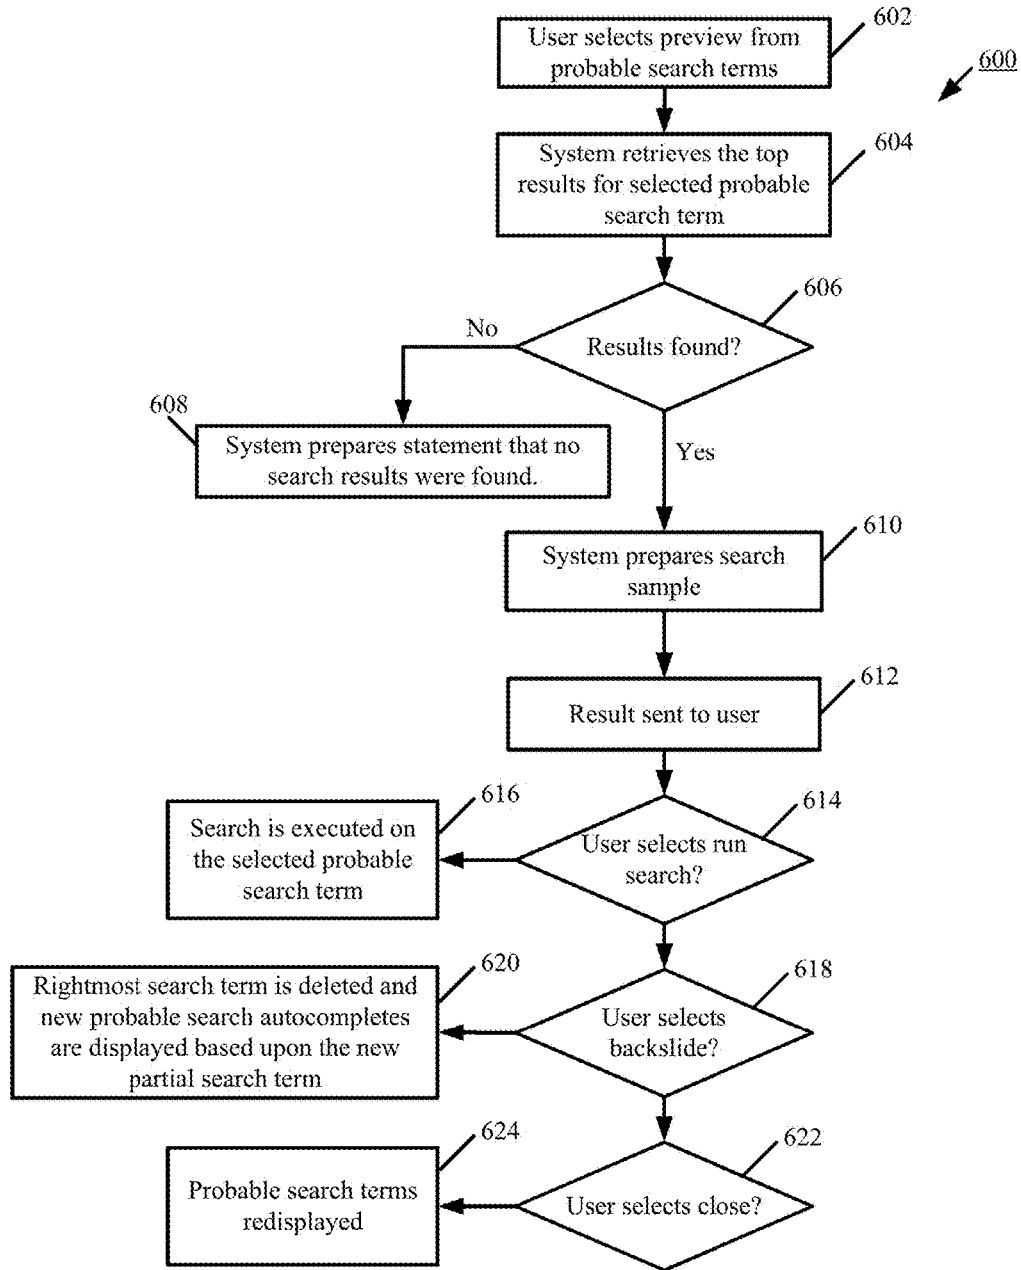 602
User selects preview from
probable search terms
600
604
System retrieves the top
results for selected probable
search term
606
Results found?
No
608
System prepares statement that no
search results were found.
Yes
610
System prepares search
sample
612
Result sent to user
614
User selects run
search?
616
Search is executed on
the selected probable
search term
618
User selects
backslide?
620
Rightmost search term is deleted and
new probable search autocompletes
are displayed based upon the new
partial search term
622
User selects close?
624
Probable search terms
redisplayed